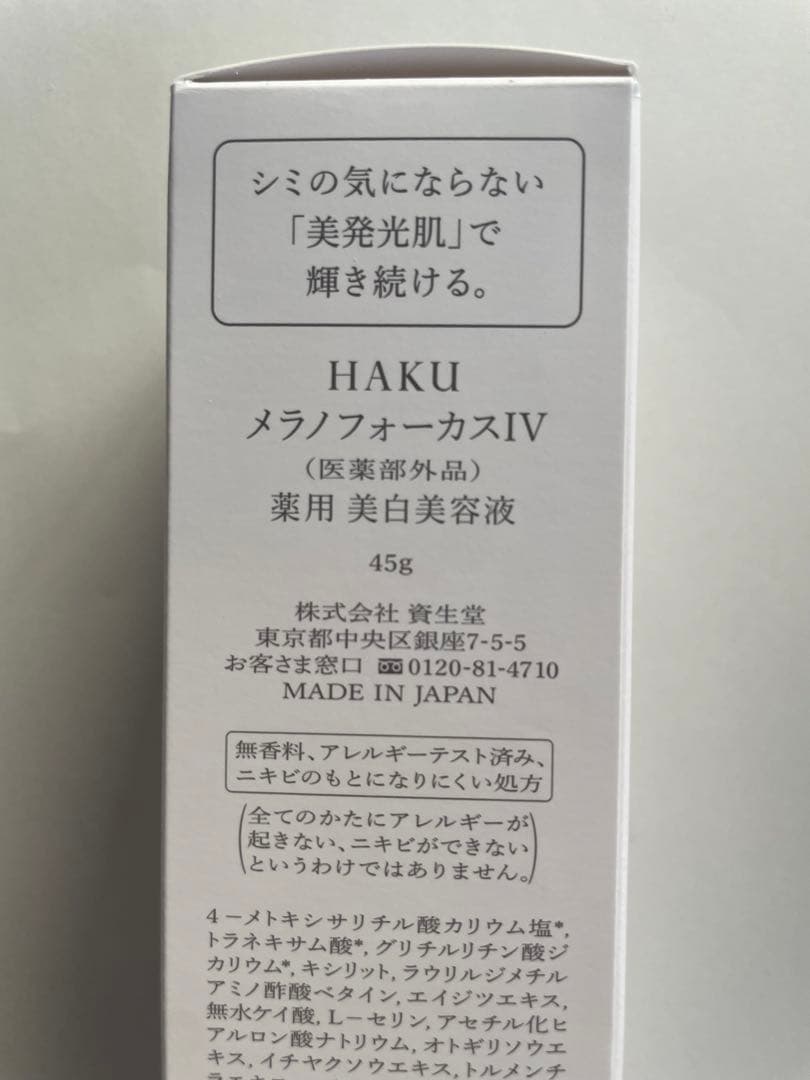 シミの気にならない
「美発光肌」で
輝き続ける。
HAKU
メラノフォーカスIV
（医薬部外品）
薬用 美白美容液
45g
株式会社 資生堂
東京都中央区銀座7-5-5
お客さま窓口 0120-81-4710
MADE IN JAPAN
無香料、アレルギーテスト済み、
ニキビのもとになりにくい処方
(全てのかたにアレルギーが
起きない、ニキビができない
というわけではありません。)
4－メトキシサリチル酸カリウム塩*,
トラネキサム酸*, グリチルリチン酸ジ
カリウム*, キシリット, ラウリルジメチル
アミノ酢酸ベタイン, エイジツエキス,
無水ケイ酸, L－セリン, アセチル化ヒ
アルロン酸ナトリウム, オトギリソウエ
キス, イチヤクソウエキス, トルメンチ